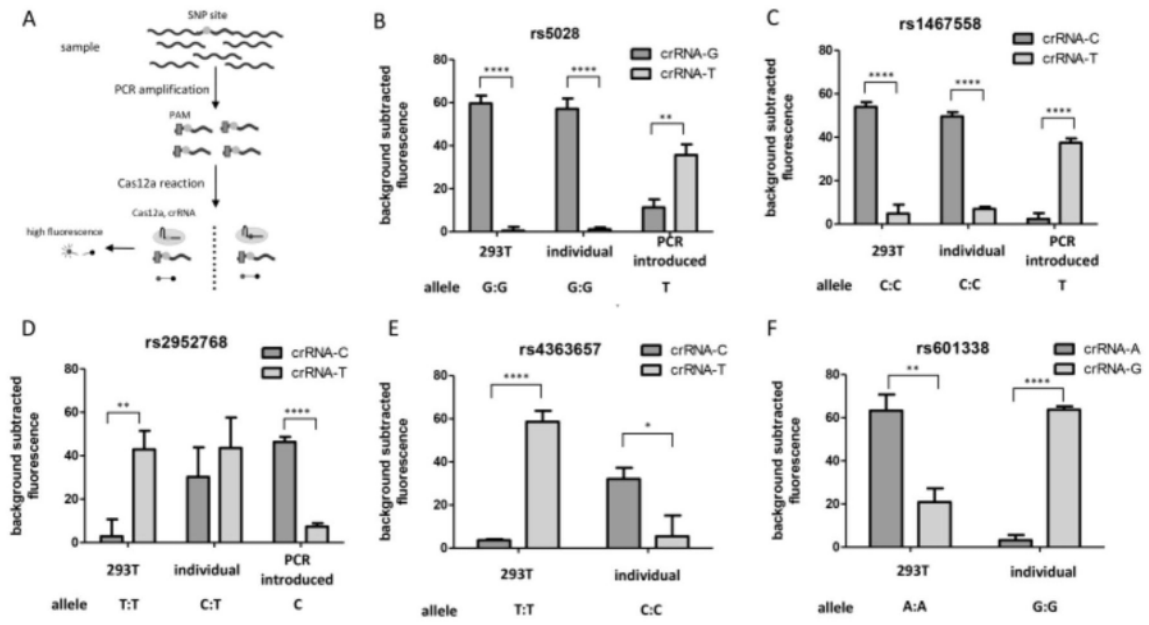 A
SNP site
sample
PCR amplification
PAM
Cas12a reaction
Cas12a, crRNA
high fluorescence
B
rs5028
crRNA-G
crRNA-T
background subtracted
fluorescence
80
60
40
20
0
****
****
**
293T
individual
PCR
introduced
allele
G:G
G:G
T
C
rs1467558
crRNA-C
crRNA-T
background subtracted
fluorescence
80
60
40
20
0
****
****
****
293T
individual
PCR
introduced
allele
C:C
C:C
T
D
rs2952768
crRNA-C
crRNA-T
background subtracted
fluorescence
80
60
40
20
0
**
****
293T
individual
PCR
introduced
allele
T:T
C:T
C
E
rs4363657
crRNA-C
crRNA-T
background subtracted
fluorescence
80
60
40
20
0
****
*
293T
individual
allele
T:T
C:C
F
rs601338
crRNA-A
crRNA-G
background subtracted
fluorescence
80
60
40
20
0
**
****
293T
individual
allele
A:A
G:G